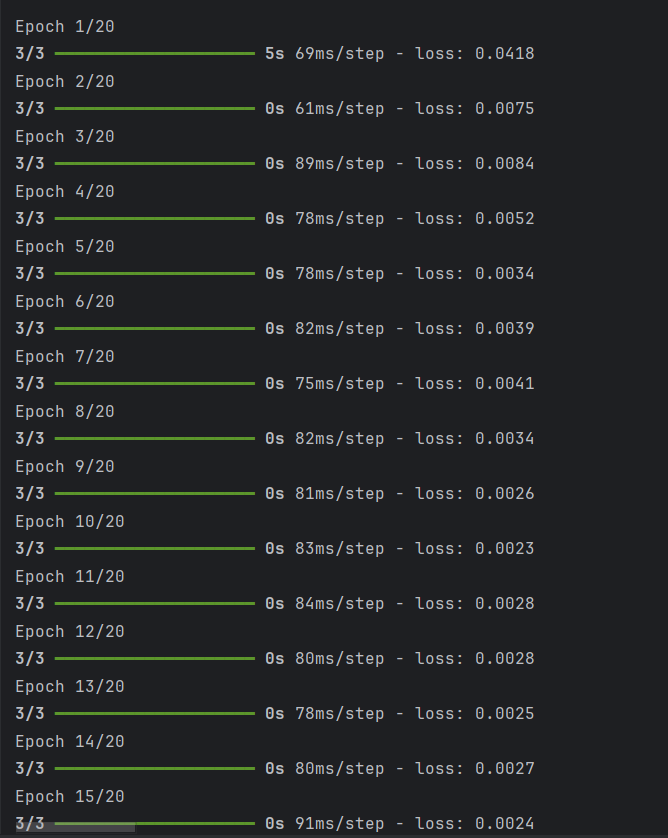 Epoch 1/20
3/3 ━━━━━━━━━━━━━━━━━━━━ 5s 69ms/step - loss: 0.0418
Epoch 2/20
3/3 ━━━━━━━━━━━━━━━━━━━━ 0s 61ms/step - loss: 0.0075
Epoch 3/20
3/3 ━━━━━━━━━━━━━━━━━━━━ 0s 89ms/step - loss: 0.0084
Epoch 4/20
3/3 ━━━━━━━━━━━━━━━━━━━━ 0s 78ms/step - loss: 0.0052
Epoch 5/20
3/3 ━━━━━━━━━━━━━━━━━━━━ 0s 78ms/step - loss: 0.0034
Epoch 6/20
3/3 ━━━━━━━━━━━━━━━━━━━━ 0s 82ms/step - loss: 0.0039
Epoch 7/20
3/3 ━━━━━━━━━━━━━━━━━━━━ 0s 75ms/step - loss: 0.0041
Epoch 8/20
3/3 ━━━━━━━━━━━━━━━━━━━━ 0s 82ms/step - loss: 0.0034
Epoch 9/20
3/3 ━━━━━━━━━━━━━━━━━━━━ 0s 81ms/step - loss: 0.0026
Epoch 10/20
3/3 ━━━━━━━━━━━━━━━━━━━━ 0s 83ms/step - loss: 0.0023
Epoch 11/20
3/3 ━━━━━━━━━━━━━━━━━━━━ 0s 84ms/step - loss: 0.0028
Epoch 12/20
3/3 ━━━━━━━━━━━━━━━━━━━━ 0s 80ms/step - loss: 0.0028
Epoch 13/20
3/3 ━━━━━━━━━━━━━━━━━━━━ 0s 78ms/step - loss: 0.0025
Epoch 14/20
3/3 ━━━━━━━━━━━━━━━━━━━━ 0s 80ms/step - loss: 0.0027
Epoch 15/20
3/3 ━━━━━━━━━━━━━━━━━━━━ 0s 91ms/step - loss: 0.0024